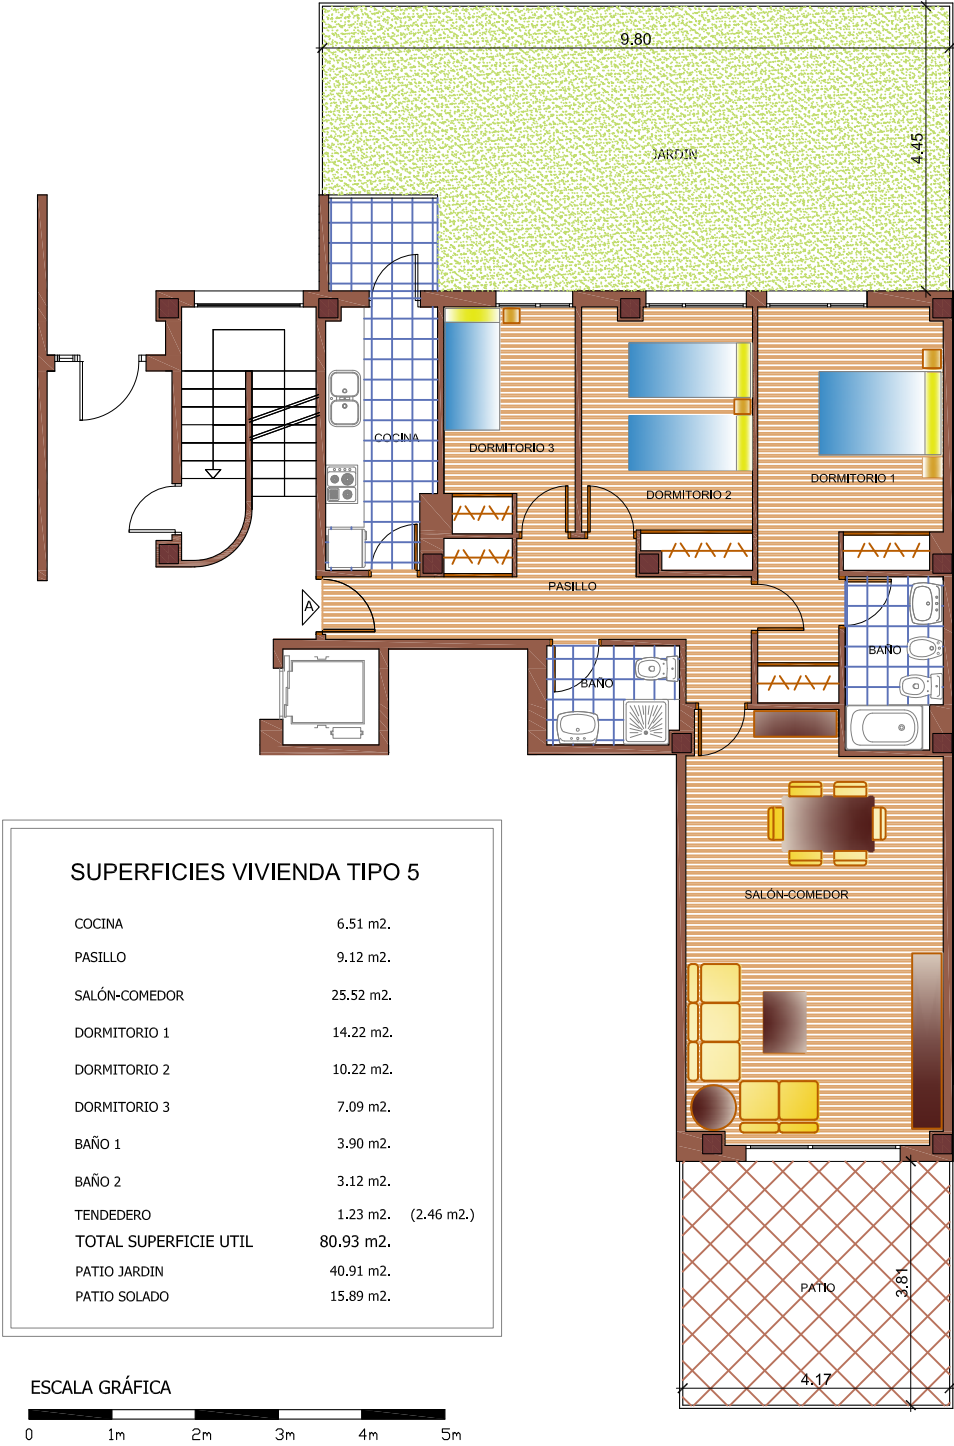 9.80
4.45
JARDIN
COCINA
DORMITORIO 3
DORMITORIO 2
DORMITORIO 1
PASILLO
A
BAÑO
BAÑO
SALÓN-COMEDOR
SUPERFICIES VIVIENDA TIPO 5
COCINA 6.51 m2.
PASILLO 9.12 m2.
SALÓN-COMEDOR 25.52 m2.
DORMITORIO 1 14.22 m2.
DORMITORIO 2 10.22 m2.
DORMITORIO 3 7.09 m2.
BAÑO 1 3.90 m2.
BAÑO 2 3.12 m2.
TENDEDERO 1.23 m2. (2.46 m2.)
TOTAL SUPERFICIE UTIL 80.93 m2.
PATIO JARDIN 40.91 m2.
PATIO SOLADO 15.89 m2.
PATIO
3.81
4.17
ESCALA GRÁFICA
0 1m 2m 3m 4m 5m